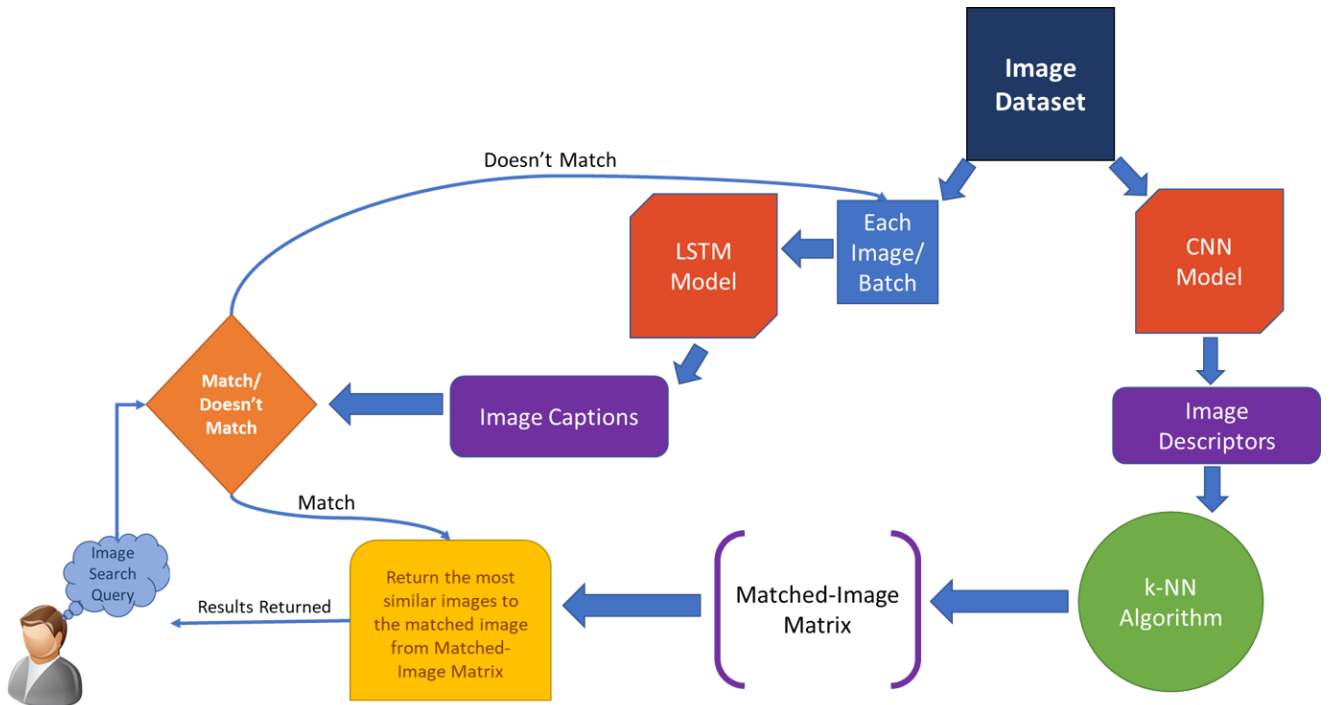 Image
Dataset
Doesn't Match
Each
Image/
Batch
LSTM
Model
CNN
Model
Match/
Doesn't
Match
Image Captions
Image
Descriptors
Match
Image
Search
Query
Results Returned
Return the most
similar images to
the matched image
from Matched-
Image Matrix
Matched-Image
Matrix
k-NN
Algorithm